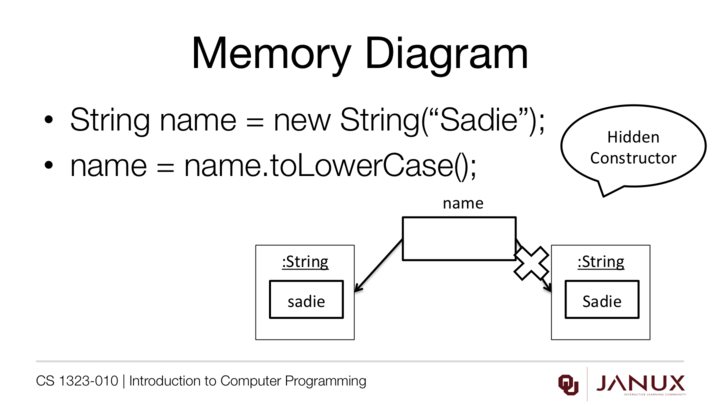 Memory Diagram
• String name = new String(“Sadie”);
• name = name.toLowerCase();
Hidden
Constructor
name
:String
sadie
:String
Sadie
CS 1323-010 | Introduction to Computer Programming
JANUX